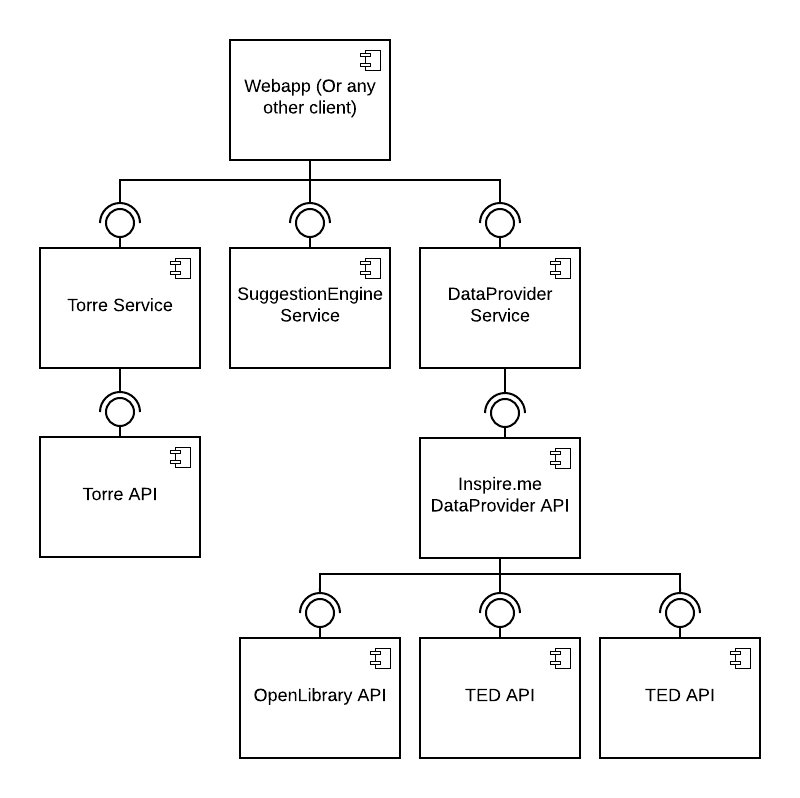 Webapp (Or any
other client)
Torre Service
SuggestionEngine
Service
DataProvider
Service
Torre API
Inspire.me
DataProvider API
OpenLibrary API
TED API
TED API